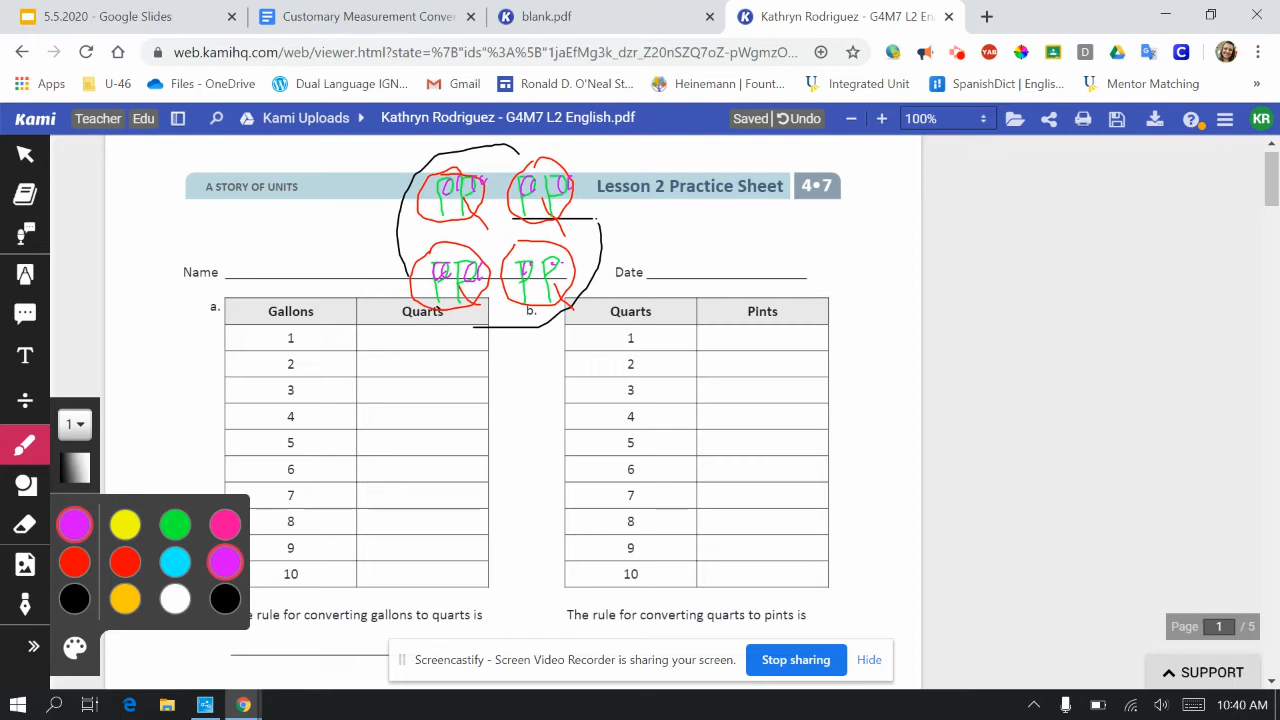 5.5.2020 - Google Slides
Customary Measurement Conver
blank.pdf
Kathryn Rodriguez - G4M7 L2 En
web.kamihq.com/web/viewer.html?state=%7B"ids"%3A%5B"1jaEfMg3k_dzr_Z20nSZQ7oZ-pWgmzO...
Apps U-46 Files - OneDrive Dual Language IGN... Gmail Ronald D. O'Neal St... Heinemann | Fount... Integrated Unit SpanishDict | Englis... Mentor Matching
Kami Teacher Edu Kami Uploads Kathryn Rodriguez - G4M7 L2 English.pdf Saved Undo 100% KR
A STORY OF UNITS Lesson 2 Practice Sheet 4•7
P P P P
P P P P
Name Date
a. Gallons Quarts
1
2
3
4
5
6
7
8
9
10
rule for converting gallons to quarts is
b. Quarts Pints
1
2
3
4
5
6
7
8
9
10
The rule for converting quarts to pints is
1
Page 1 / 5
Screencastify - Screen Video Recorder is sharing your screen. Stop sharing Hide
SUPPORT
10:40 AM